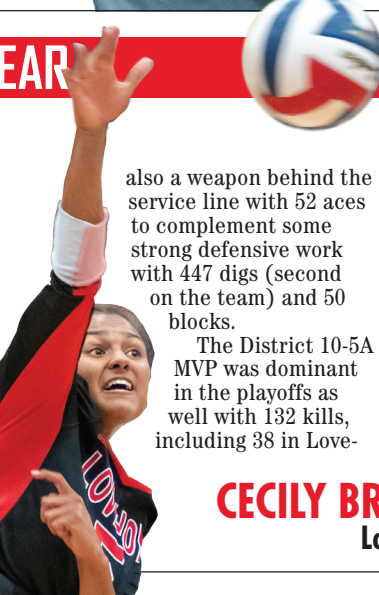 EAR
also a weapon behind the
service line with 52 aces
to complement some
strong defensive work
with 447 digs (second
on the team) and 50
blocks.
The District 10-5A
MVP was dominant
in the playoffs as
well with 132 kills,
including 38 in Love-
CECILY BR
Lo